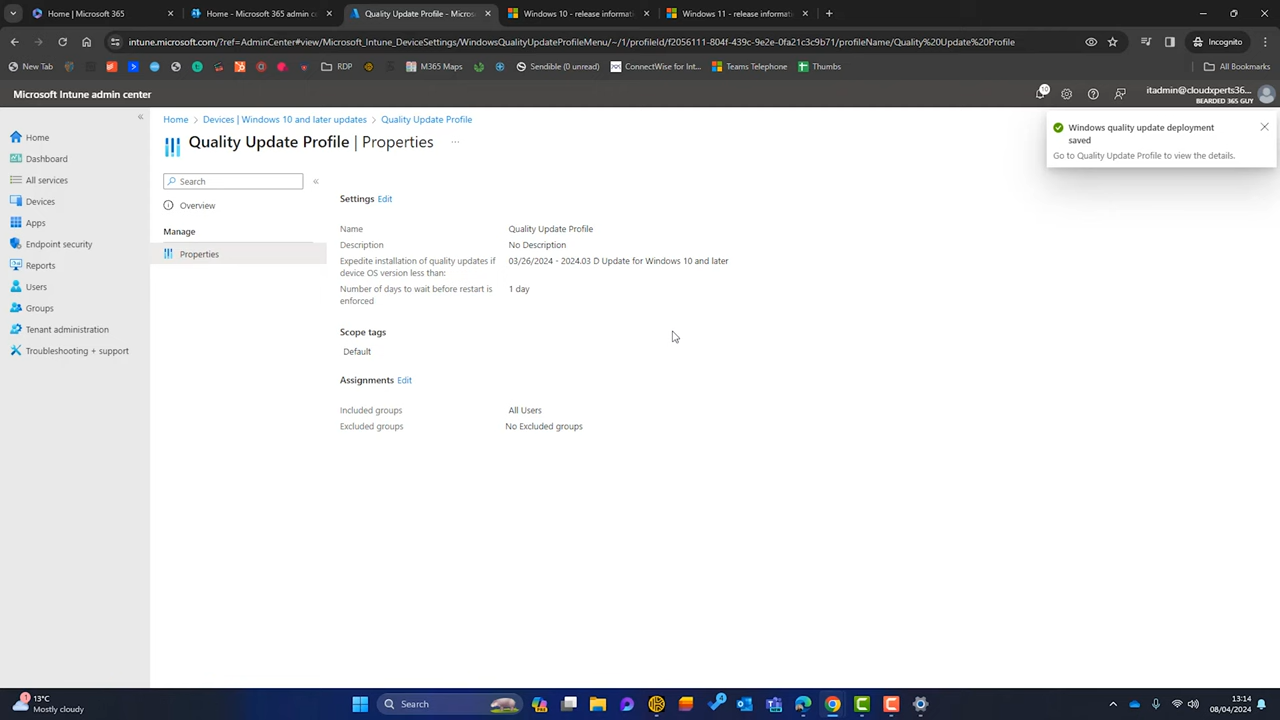 Home | Microsoft 365
Home - Microsoft 365 admin c
Quality Update Profile - Micros
Windows 10 - release informati
Windows 11 - release informati
intune.microsoft.com/?ref=AdminCenter#view/Microsoft_Intune_DeviceSettings/WindowsQualityUpdateProfileMenu/~/1/profileId/f2056111-804f-439c-9e2e-0fa21c3c9b71/profileName/Quality%20Update%20Profile
Incognito
New Tab
RDP
M365 Maps
Sendible (0 unread)
ConnectWise for Int...
Teams Telephone
Thumbs
All Bookmarks
Microsoft Intune admin center
10
itadmin@cloudxperts36...
BEARDED 365 GUY
Home
Dashboard
All services
Devices
Apps
Endpoint security
Reports
Users
Groups
Tenant administration
Troubleshooting + support
Home > Devices | Windows 10 and later updates > Quality Update Profile
Quality Update Profile | Properties ...
Search
Overview
Manage
Properties
Settings Edit
Name Quality Update Profile
Description No Description
Expedite installation of quality updates if 03/26/2024 - 2024.03 D Update for Windows 10 and later
device OS version less than:
Number of days to wait before restart is 1 day
enforced
Scope tags
Default
Assignments Edit
Included groups All Users
Excluded groups No Excluded groups
Windows quality update deployment
saved
Go to Quality Update Profile to view the details.
1
13°C
Mostly cloudy
Search
13:14
08/04/2024